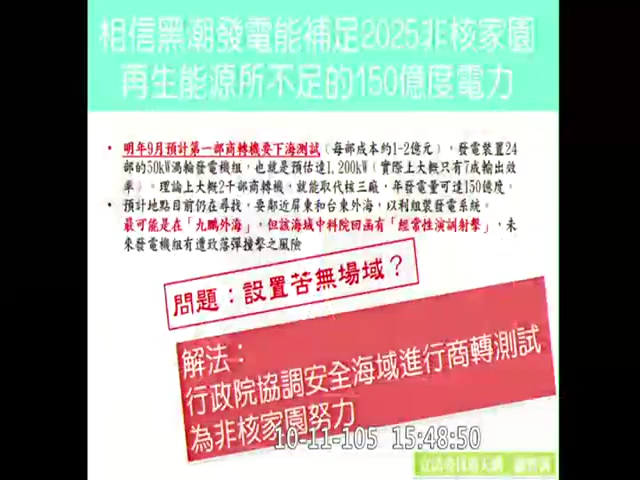 相信黑潮發電能補足2025非核家園
再生能源所不足的150億度電力
• 明年9月預計第一部商轉機要下海測試（每部成本約1-2億元），發電裝置24
部的50kW渦輪發電機組，也就是預估達1,200kW（實際上大概只有7成輸出效
率）。理論上大概2千部商轉機，就能取代核三廠，年發電量可達150億度。
• 預計地點目前仍在尋找，要鄰近屏東和台東外海，以利組裝發電系統。
最可能是在「九鵬外海」，但該海域中科院回函有「經常性演訓射擊」，未
來發電機組有遭致落彈撞擊之風險
問題：設置苦無場域？
解法：
行政院協調安全海域進行商轉測試
為非核家園努力
10-11-105 15:48:50
立法委員